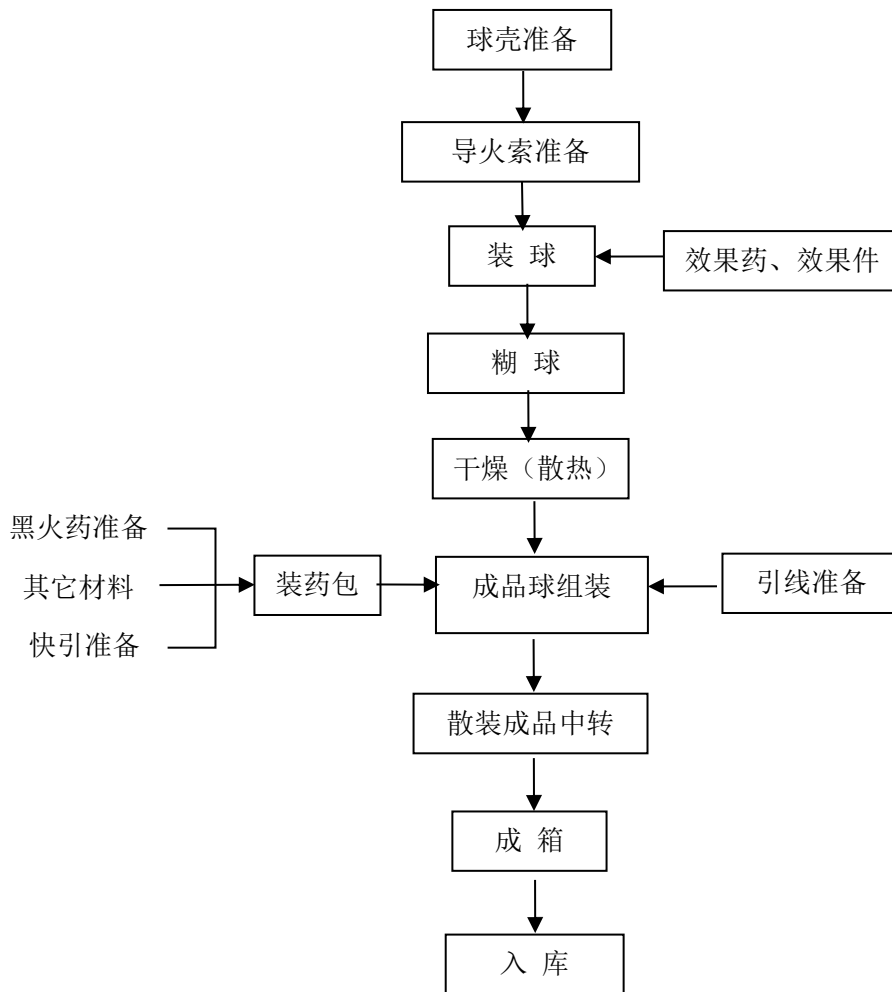 球壳准备
导火索准备
装 球
效果药、效果件
糊 球
干燥（散热）
黑火药准备
其它材料
快引准备
装药包
成品球组装
引线准备
散装成品中转
成 箱
入 库